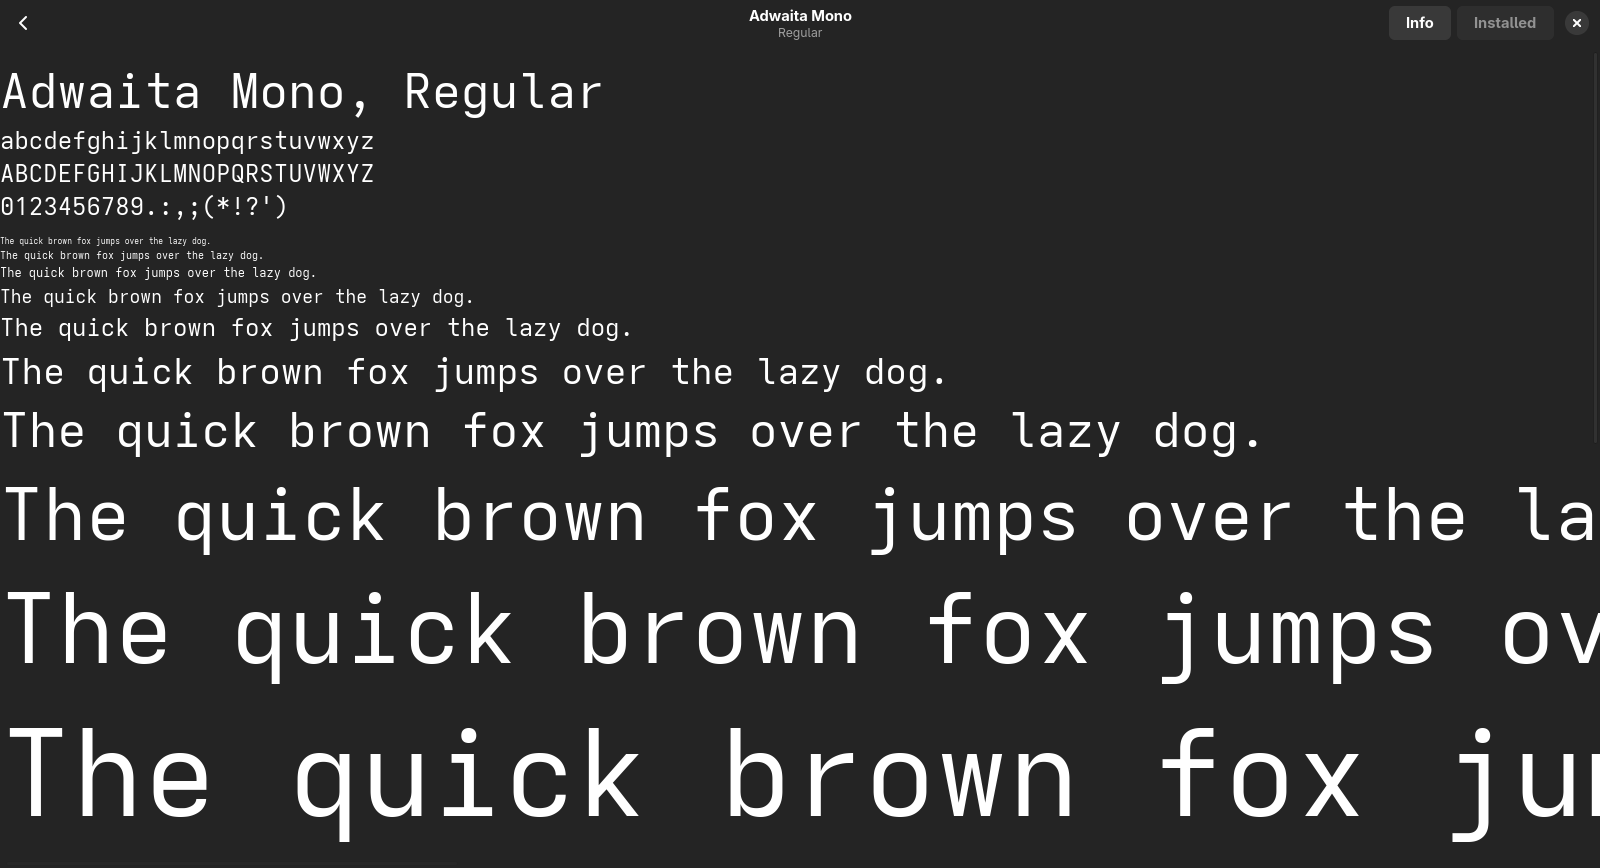 Adwaita Mono
Regular
Info
Installed
Adwaita Mono, Regular
abcdefghijklmnopqrstuvwxyz
ABCDEFGHIJKLMNOPQRSTUVWXYZ
0123456789.:,;(*!?')
The quick brown fox jumps over the lazy dog.
The quick brown fox jumps over the lazy dog.
The quick brown fox jumps over the lazy dog.
The quick brown fox jumps over the lazy dog.
The quick brown fox jumps over the lazy dog.
The quick brown fox jumps over the lazy dog.
The quick brown fox jumps over the lazy dog.
The quick brown fox jumps over the la
The quick brown fox jumps ov
The quick brown fox ju